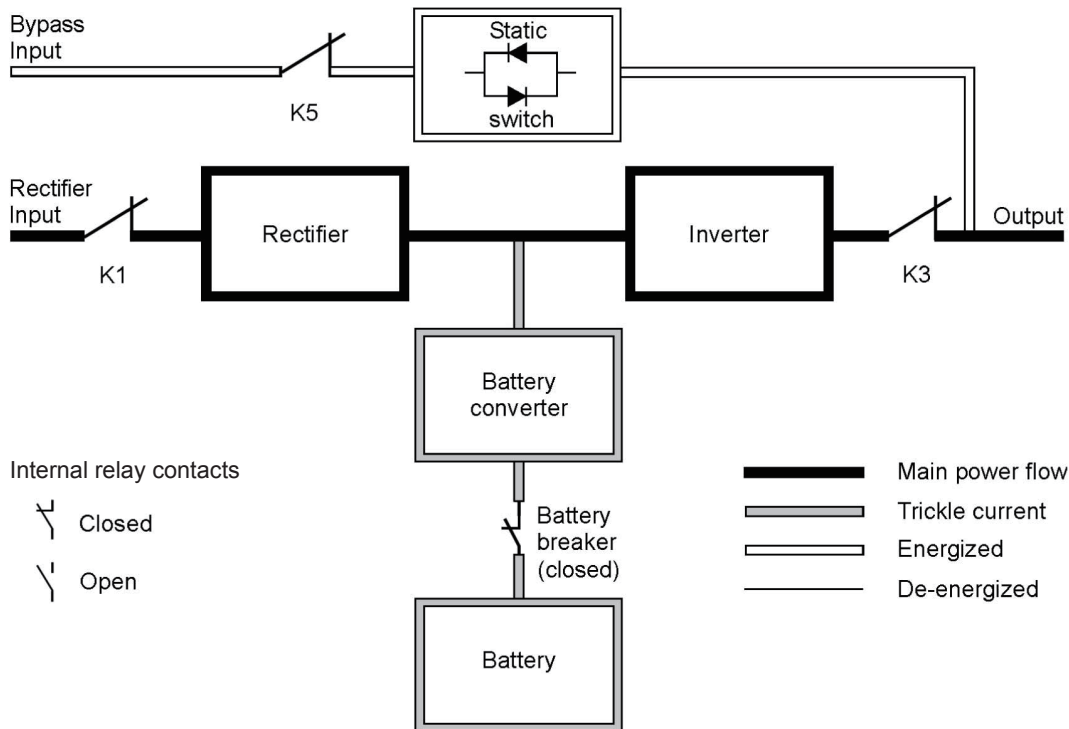 Bypass
Input
Static
switch
K5
Rectifier
Input
K1
Rectifier
Inverter
K3
Output
Battery
converter
Internal relay contacts
Closed
Open
Battery
breaker
(closed)
Battery
Main power flow
Trickle current
Energized
De-energized